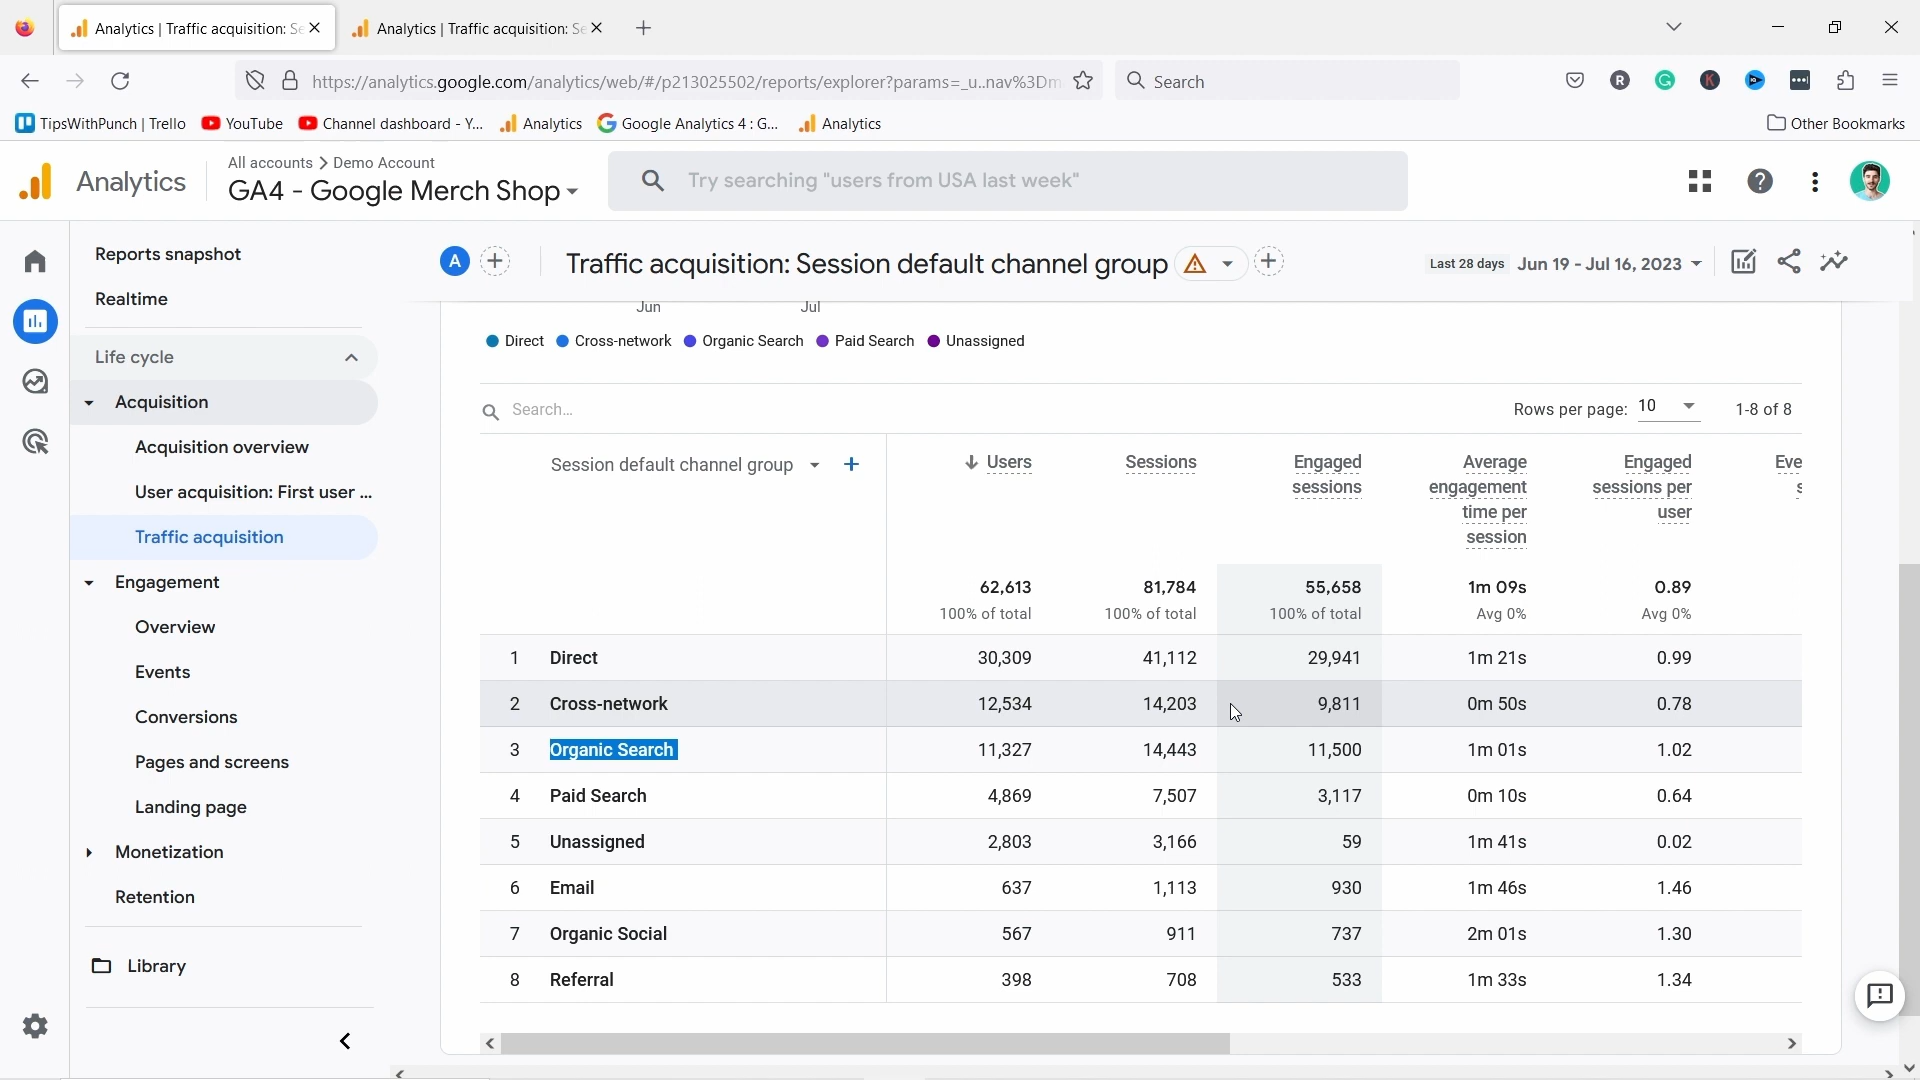 Analytics | Traffic acquisition: Se
Analytics | Traffic acquisition: Se
https://analytics.google.com/analytics/web/#/p213025502/reports/explorer?params=_u..nav%3Dm
Search
TipsWithPunch | Trello
YouTube
Channel dashboard - Y...
Analytics
Google Analytics 4 : G...
Analytics
Other Bookmarks
Analytics
All accounts > Demo Account
GA4 - Google Merch Shop
Try searching "users from USA last week"
Reports snapshot
Realtime
Life cycle
Acquisition
Acquisition overview
User acquisition: First user ...
Traffic acquisition
Engagement
Overview
Events
Conversions
Pages and screens
Landing page
Monetization
Retention
Library
A
Traffic acquisition: Session default channel group
Last 28 days Jun 19 - Jul 16, 2023
Jun Jul
Direct Cross-network Organic Search Paid Search Unassigned
Search...
Rows per page: 10 1-8 of 8
Session default channel group
Users
Sessions
Engaged
sessions
Average
engagement
time per
session
Engaged
sessions per
user
Eve
s
62,613 81,784 55,658 1m 09s 0.89
100% of total 100% of total 100% of total Avg 0% Avg 0%
1 Direct 30,309 41,112 29,941 1m 21s 0.99
2 Cross-network 12,534 14,203 9,811 0m 50s 0.78
3 Organic Search 11,327 14,443 11,500 1m 01s 1.02
4 Paid Search 4,869 7,507 3,117 0m 10s 0.64
5 Unassigned 2,803 3,166 59 1m 41s 0.02
6 Email 637 1,113 930 1m 46s 1.46
7 Organic Social 567 911 737 2m 01s 1.30
8 Referral 398 708 533 1m 33s 1.34